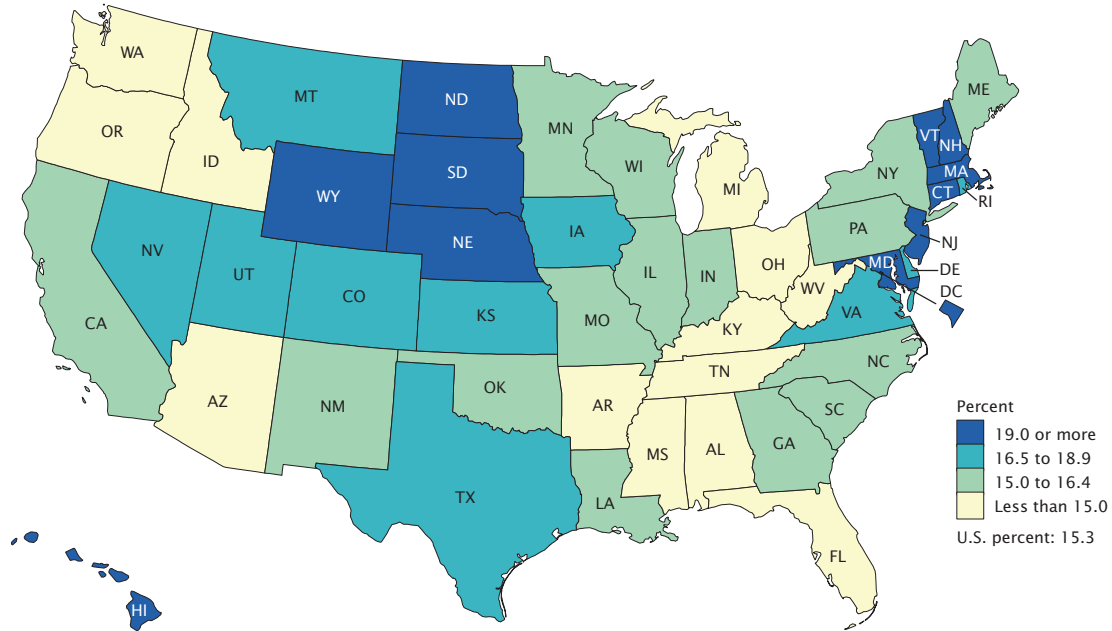 WA
MT
ND
ME
OR
MN
VT
NH
ID
WI
SD
NY
MA
WY
MI
CT
RI
IA
PA
NE
NJ
NV
OH
MD
UT
IL
IN
DE
CO
WV
DC
KS
VA
CA
MO
KY
NC
TN
OK
AZ
NM
AR
SC
GA
MS
AL
TX
LA
FL
HI
Percent
19.0 or more
16.5 to 18.9
15.0 to 16.4
Less than 15.0
U.S. percent: 15.3